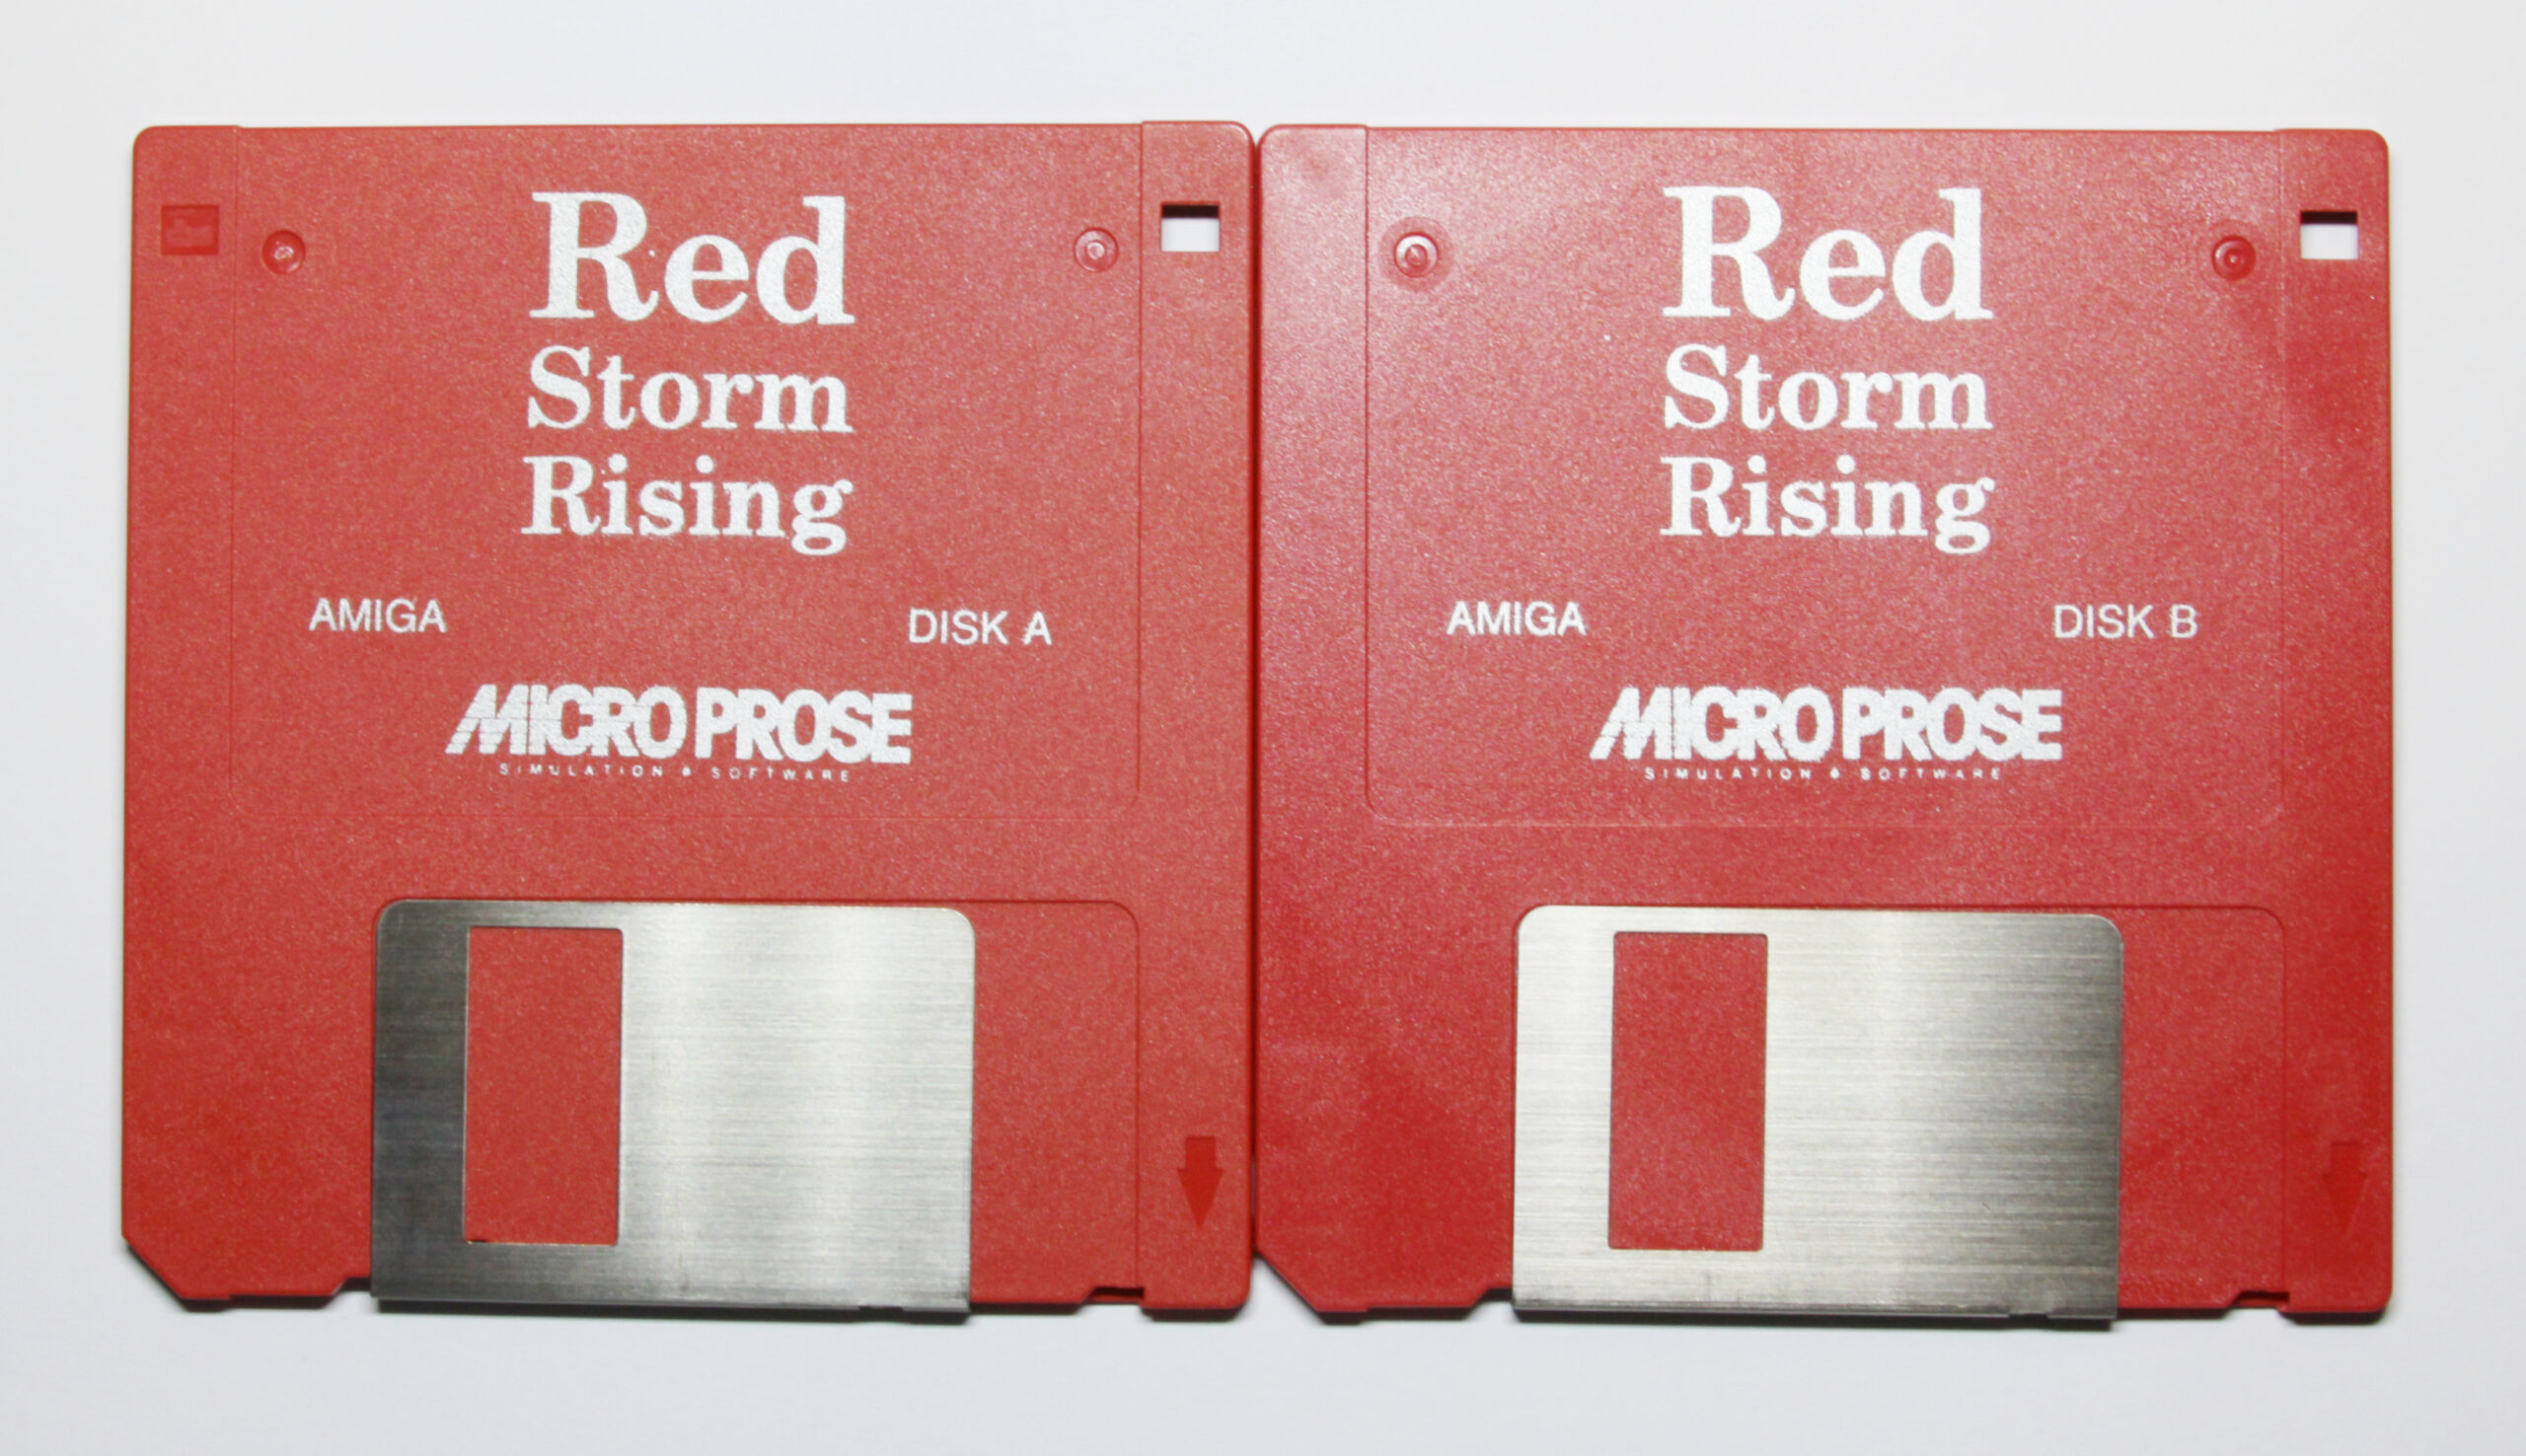 Red
Storm
Rising
AMIGA DISK A
MICROPROSE
SIMULATION • SOFTWARE
Red
Storm
Rising
AMIGA DISK B
MICROPROSE
SIMULATION • SOFTWARE